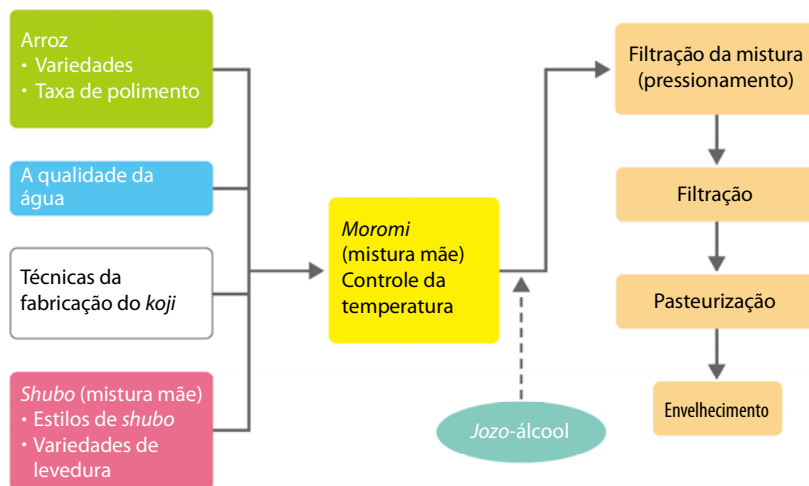 Arroz
• Variedades
• Taxa de polimento
A qualidade da
água
Técnicas da
fabricação do koji
Shubo (mistura mãe)
• Estilos de shubo
• Variedades de
levedura
Moromi
(mistura mãe)
Controle da
temperatura
Jozo-álcool
Filtração da mistura
(pressionamento)
Filtração
Pasteurização
Envelhecimento